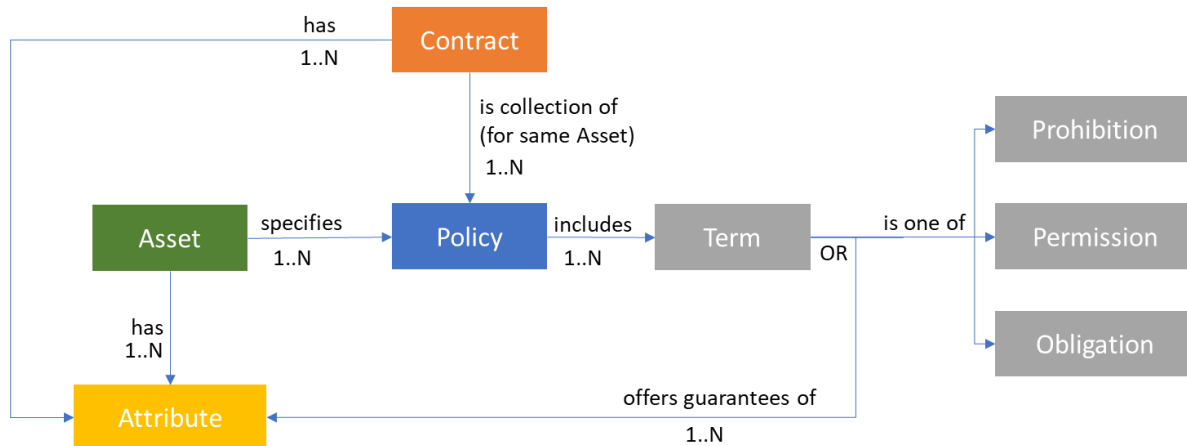 has
1..N
Contract
is collection of
(for same Asset)
1..N
Prohibition
Asset
specifies
1..N
Policy
includes
1..N
Term
OR
is one of
Permission
has
1..N
Obligation
Attribute
offers guarantees of
1..N